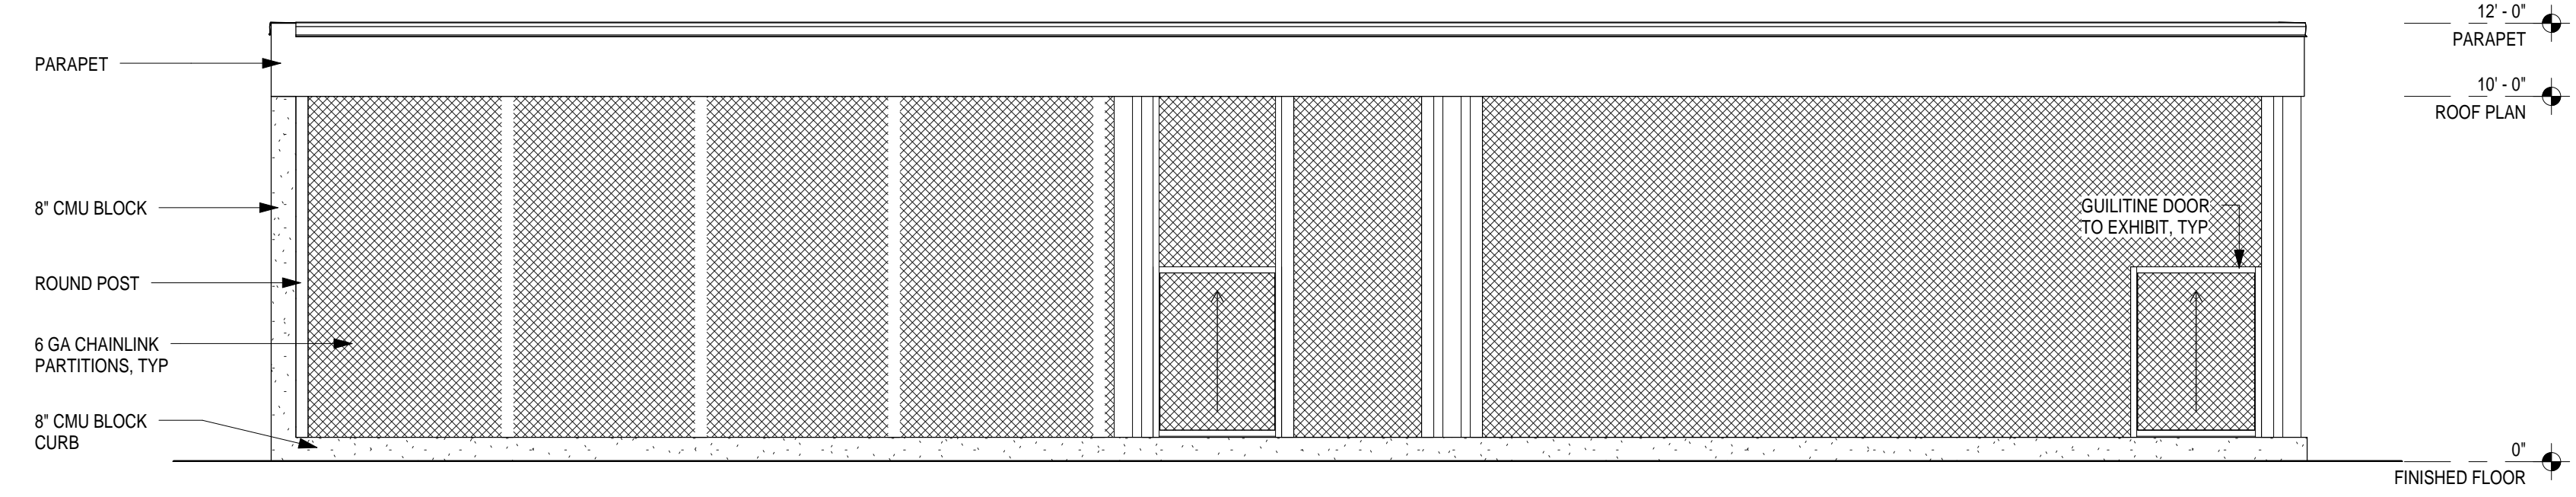 12' - 0"
PARAPET
PARAPET
10' - 0"
ROOF PLAN
8" CMU BLOCK
GUILITINE DOOR
TO EXHIBIT, TYP
ROUND POST
6 GA CHAINLINK
PARTITIONS, TYP
8" CMU BLOCK
CURB
0"
FINISHED FLOOR